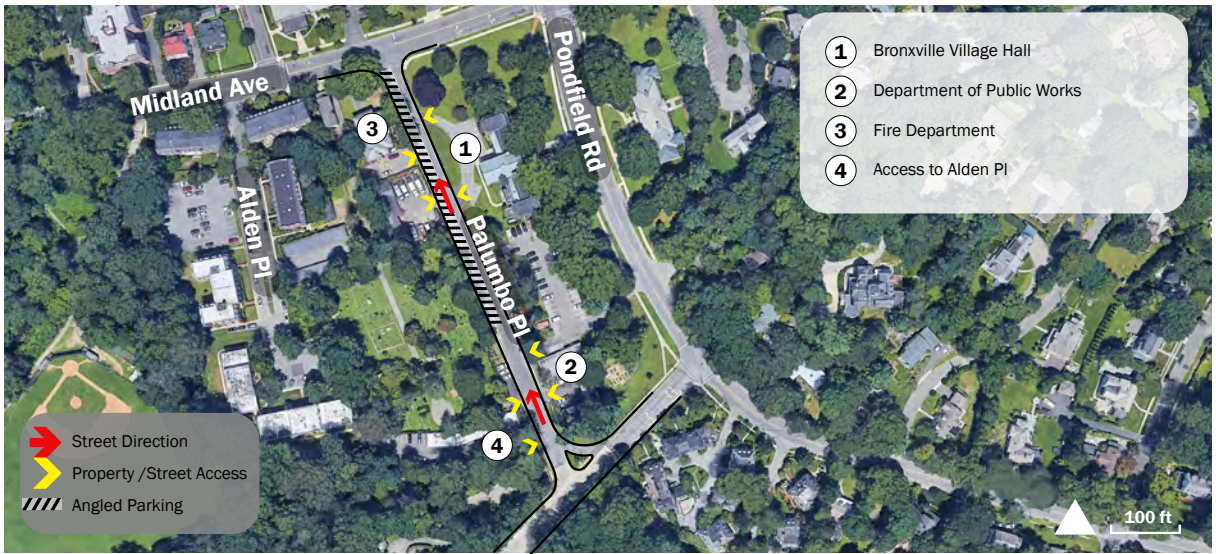 Midland Ave
Alden Pl
Palumbo Pl
Pondfield Rd
1
2
3
4
1 Bronxville Village Hall
2 Department of Public Works
3 Fire Department
4 Access to Alden Pl
Street Direction
Property /Street Access
Angled Parking
100 ft